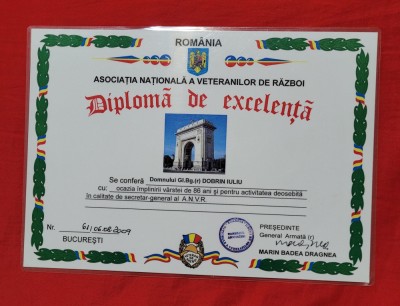 ROMÂNIA
ASOCIAȚIA NAȚIONALĂ A VETERANILOR DE RĂZBOI
Diplomă de excelență
Se conferă Domnului Gl.Bg.(r) DOBRIN IULIU
cu: ocazia împlinirii vârstei de 86 ani și pentru activitatea deosebită
în calitate de secretar-general al A.N.V.R.
Nr. 61/06.08.2009
BUCUREȘTI
PREȘEDINTE
General Armată (r)
MARIN BADEA DRAGNEA